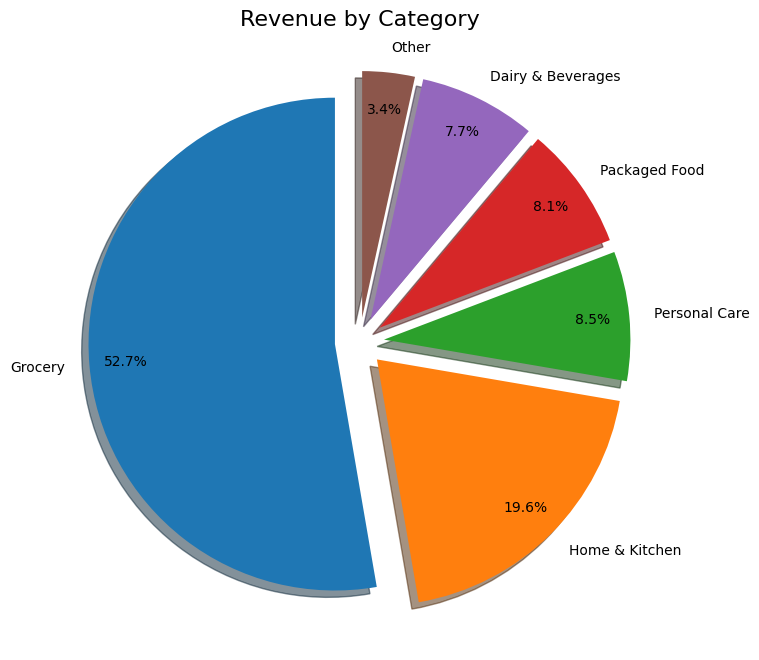 Revenue by Category
Other
3.4%
Dairy & Beverages
7.7%
Packaged Food
8.1%
Personal Care
8.5%
Grocery
52.7%
Home & Kitchen
19.6%